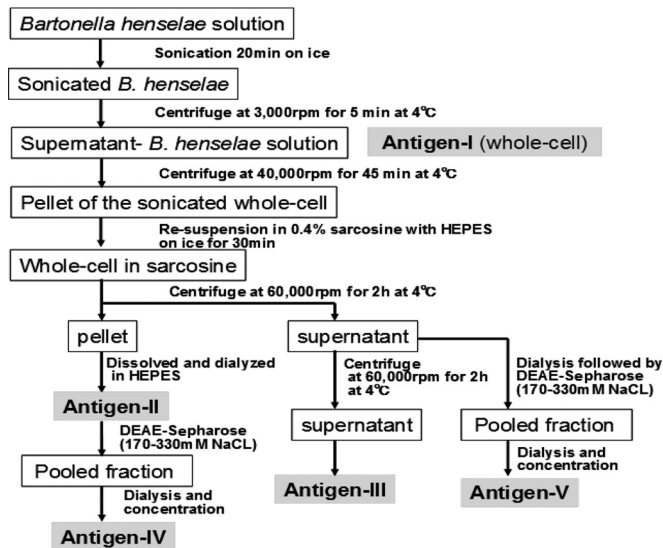 Bartonella henselae solution
Sonication 20min on ice
Sonicated B. henselae
Centrifuge at 3,000rpm for 5 min at 4°C
Supernatant- B. henselae solution
Antigen-I (whole-cell)
Centrifuge at 40,000rpm for 45 min at 4°C
Pellet of the sonicated whole-cell
Re-suspension in 0.4% sarcosine with HEPES
on ice for 30min
Whole-cell in sarcosine
Centrifuge at 60,000rpm for 2h at 4°C
pellet
supernatant
Dissolved and dialyzed
in HEPES
Centrifuge
at 60,000rpm for 2h
at 4°C
Dialysis followed by
DEAE-Sepharose
(170-330mM NaCL)
Antigen-II
supernatant
Pooled fraction
DEAE-Sepharose
(170-330mM NaCL)
Pooled fraction
Dialysis and
concentration
Antigen-III
Antigen-V
Dialysis and
concentration
Antigen-IV